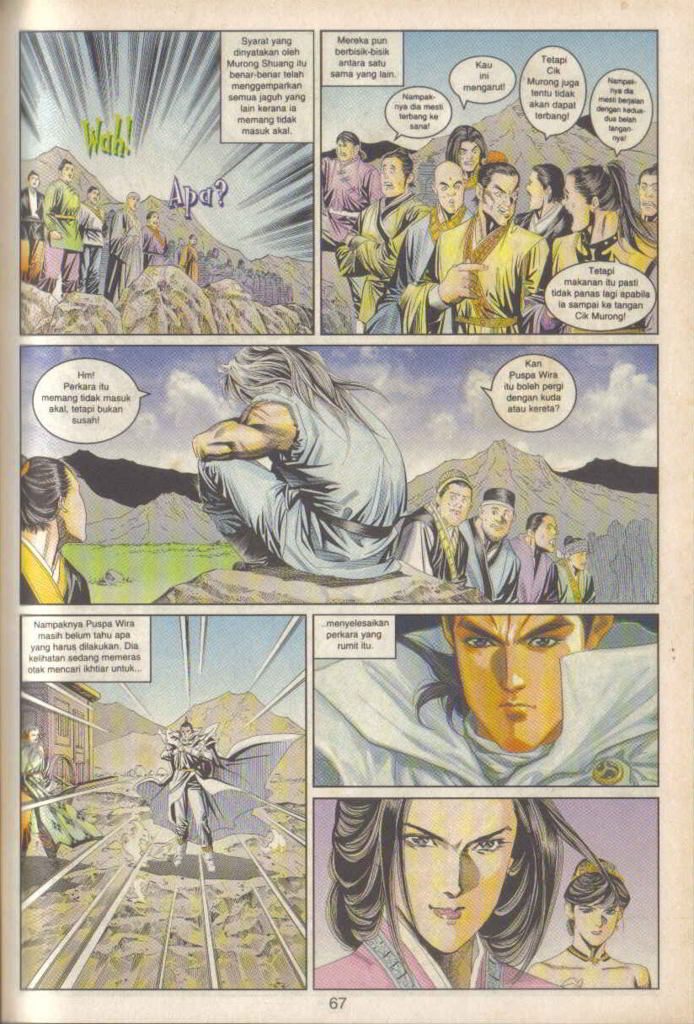 Syarat yang
dinyatakan oleh
Murong Shuang itu
benar-benar telah
menggemparkan
semua jaguh yang
lain kerana ia
memang tidak
masuk akal.
Wah!
Apa?
Mereka pun
berbisik-bisik
antara satu
sama yang lain.
Nampak-
nya dia mesti
terbang ke
sana!
Kau
ini
mengarut!
Tetapi
Cik
Murong juga
tentu tidak
akan dapat
terbang!
Nampak-
nya dia
mesti berjalan
dengan kedua-
dua belah
tangan-
nya!
Tetapi
makanan itu pasti
tidak panas lagi apabila
ia sampai ke tangan
Cik Murong!
Hm!
Perkara itu
memang tidak masuk
akal, tetapi bukan
susah!
Kan
Puspa Wira
itu boleh pergi
dengan kuda
atau kereta?
Nampaknya Puspa Wira
masih belum tahu apa
yang harus dilakukan. Dia
kelihatan sedang memeras
otak mencari ikhtiar untuk...
..menyelesaikan
perkara yang
rumit itu.
67